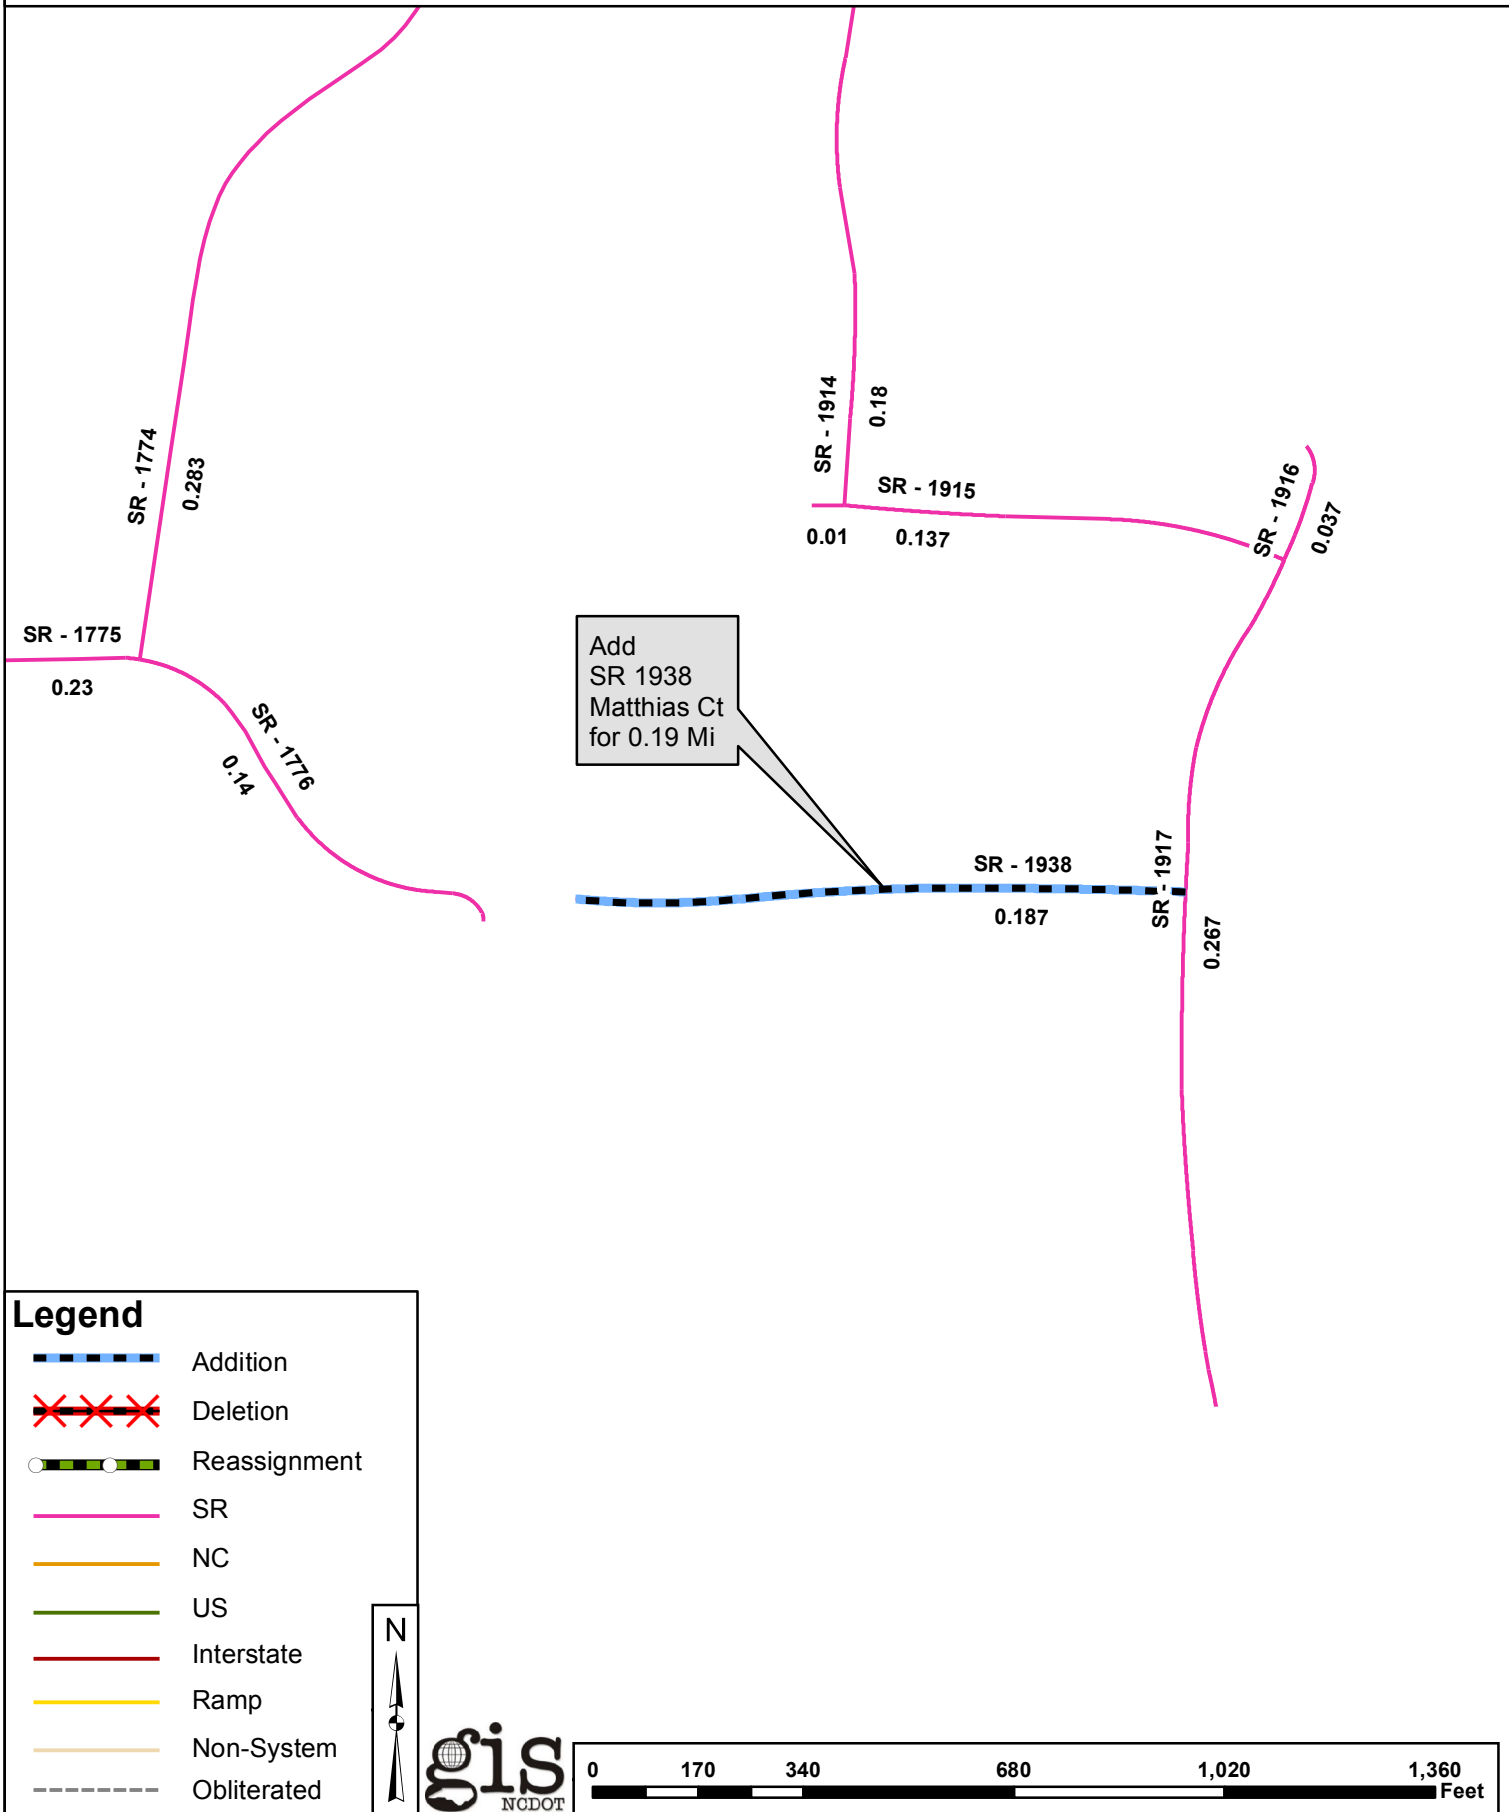 SR - 1774
0.283
SR - 1914
0.18
SR - 1915
0.01
0.137
SR - 1916
0.037
SR - 1775
0.23
SR - 1776
0.14
Add
SR 1938
Matthias Ct
for 0.19 Mi
SR - 1938
0.187
SR - 1917
0.267
Legend
Addition
Deletion
Reassignment
SR
NC
US
Interstate
Ramp
Non-System
Obliterated
N
gis
NCDOT
0 170 340 680 1,020 1,360
Feet